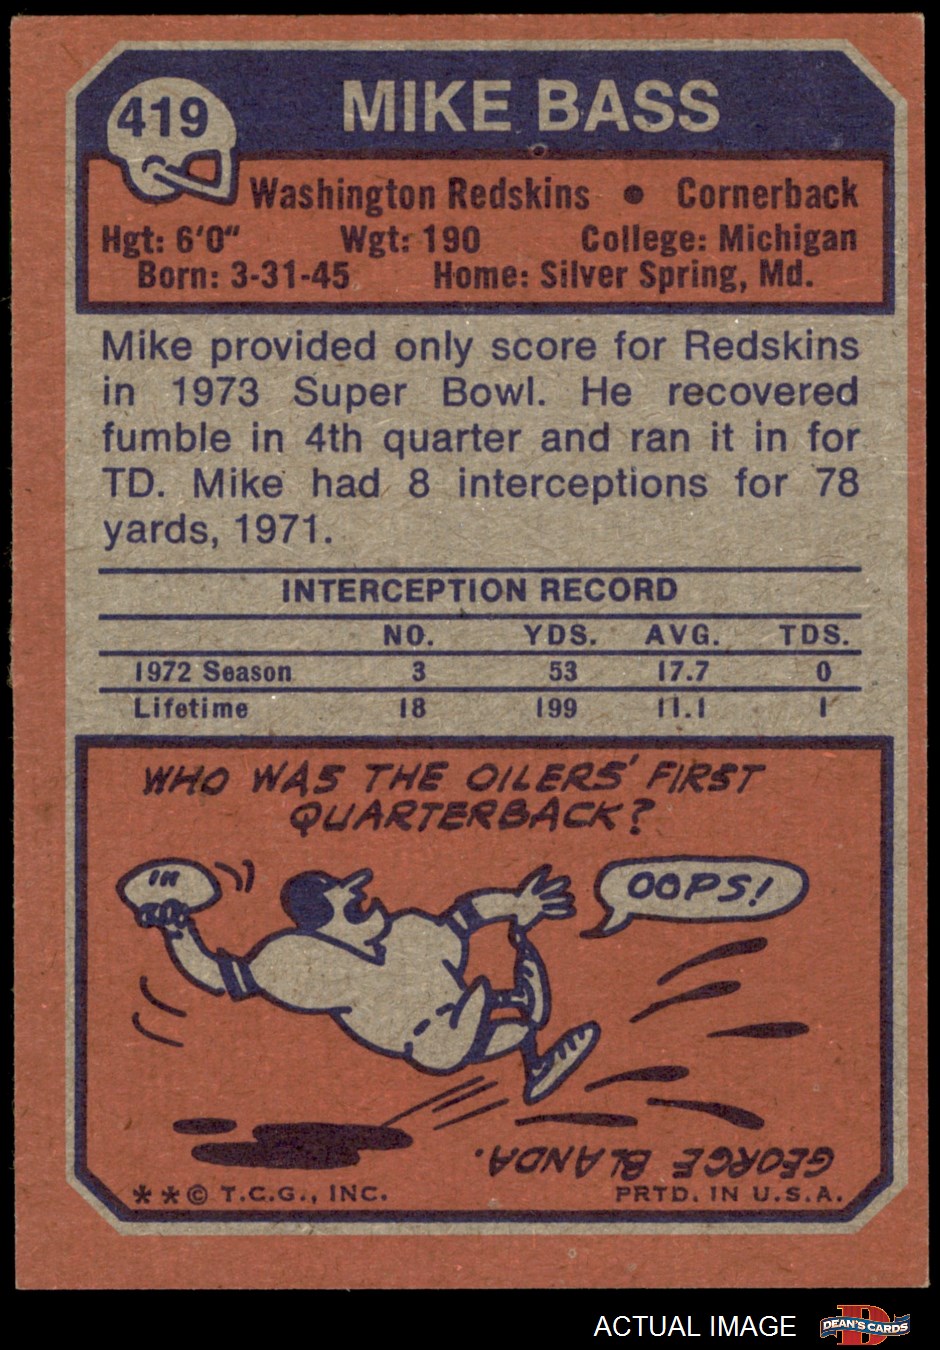 419
MIKE BASS
Washington Redskins • Cornerback
Hgt: 6'0" Wgt: 190 College: Michigan
Born: 3-31-45 Home: Silver Spring, Md.
Mike provided only score for Redskins
in 1973 Super Bowl. He recovered
fumble in 4th quarter and ran it in for
TD. Mike had 8 interceptions for 78
yards, 1971.
INTERCEPTION RECORD
NO. YDS. AVG. TDS.
1972 Season 3 53 17.7 0
Lifetime 18 199 11.1 1
WHO WAS THE OILERS' FIRST
QUARTERBACK?
OOPS!
GEORGE BLANDA.
**© T.C.G., INC. PRTD. IN U.S.A.
ACTUAL IMAGE
D
DEAN'S CARDS